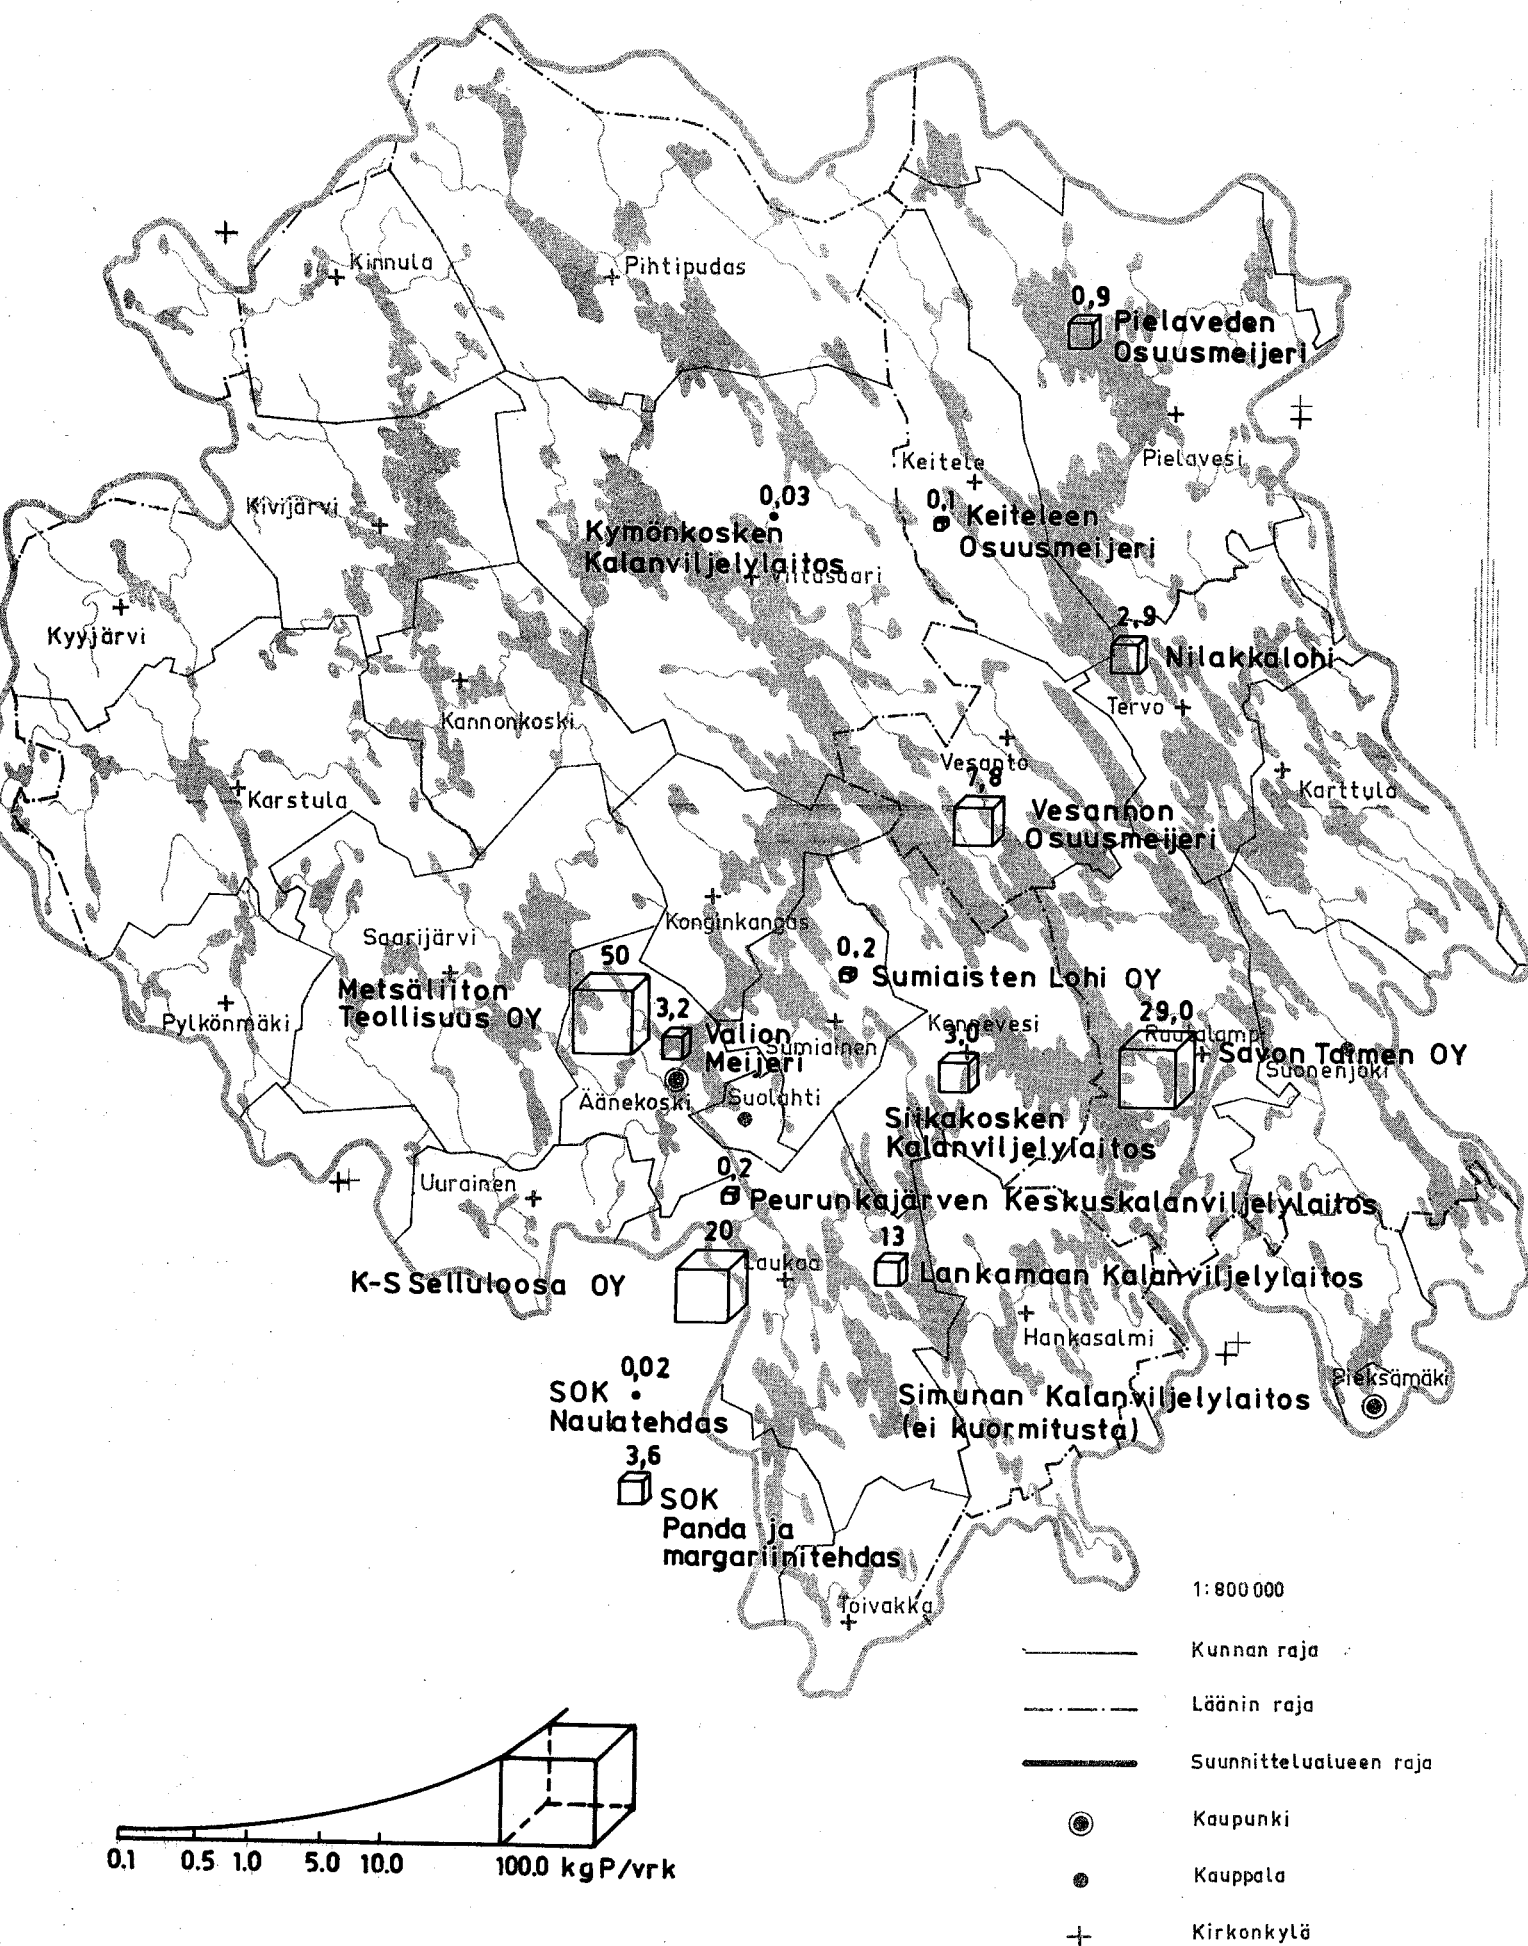 Kinnula
Pihtipudas
0,9
Pielaveden
Osuusmeijeri
Pielavesi
Keitele
0,1
Keiteleen
Osuusmeijeri
0,03
Kymönkosken
Kalanviljelylaitos
Viitasaari
Kivijärvi
Kyyjärvi
2,9
Nilakkalohi
Tervo
Kannonkoski
Vesanto
7,8
Vesannon
Osuusmeijeri
Karttula
Karstula
Konginkangas
Saarijärvi
50
Metsäliiton
Teollisuus OY
3,2
Valion
Meijeri
0,2
Sumiaisten Lohi OY
Sumiainen
Konnevesi
3,0
Siikakosken
Kalanviljelylaitos
29,0
Rautalampi
Savon Taimen OY
Suonenjoki
Pylkönmäki
Äänekoski
Suolahti
Uurainen
0,2
Peurunkajärven Keskuskalanviljelylaitos
20
K-S Selluloosa OY
Laukaa
13
Lankamaan Kalanviljelylaitos
Hankasalmi
Pieksämäki
0,02
SOK
Naulatehdas
Simunan Kalanviljelylaitos
(ei kuormitusta)
3,6
SOK
Panda ja
margariinitehdas
Toivakka
1:800 000
Kunnan raja
Läänin raja
Suunnittelualueen raja
Kaupunki
Kauppala
Kirkonkylä
0.1 0.5 1.0 5.0 10.0 100.0 kg P/vrk